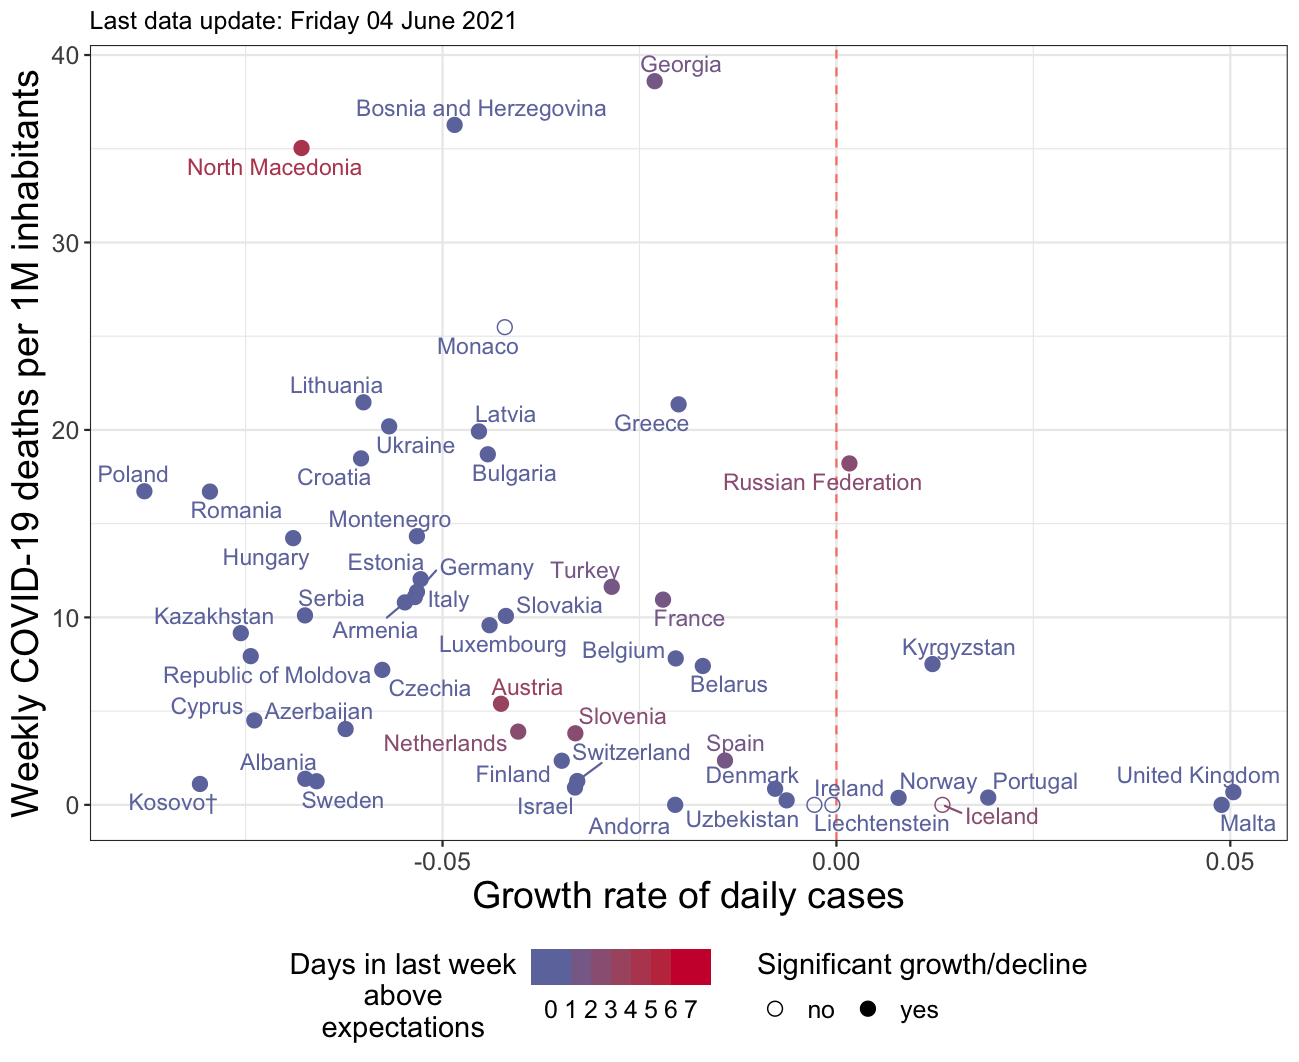 Last data update: Friday 04 June 2021
Weekly COVID-19 deaths per 1M inhabitants
40
30
20
10
0
Georgia
Bosnia and Herzegovina
North Macedonia
Monaco
Lithuania
Latvia
Greece
Ukraine
Croatia
Bulgaria
Poland
Russian Federation
Romania
Montenegro
Hungary
Estonia
Germany
Turkey
Serbia
Italy
Slovakia
Kazakhstan
France
Armenia
Luxembourg
Belgium
Kyrgyzstan
Republic of Moldova
Czechia
Belarus
Austria
Cyprus
Azerbaijan
Slovenia
Netherlands
Spain
Switzerland
Albania
Finland
Denmark
Ireland
Norway
Portugal
United Kingdom
Kosovo†
Sweden
Israel
Andorra
Uzbekistan
Liechtenstein
Iceland
Malta
-0.05
0.00
0.05
Growth rate of daily cases
Days in last week
above
expectations
0 1 2 3 4 5 6 7
Significant growth/decline
no
yes